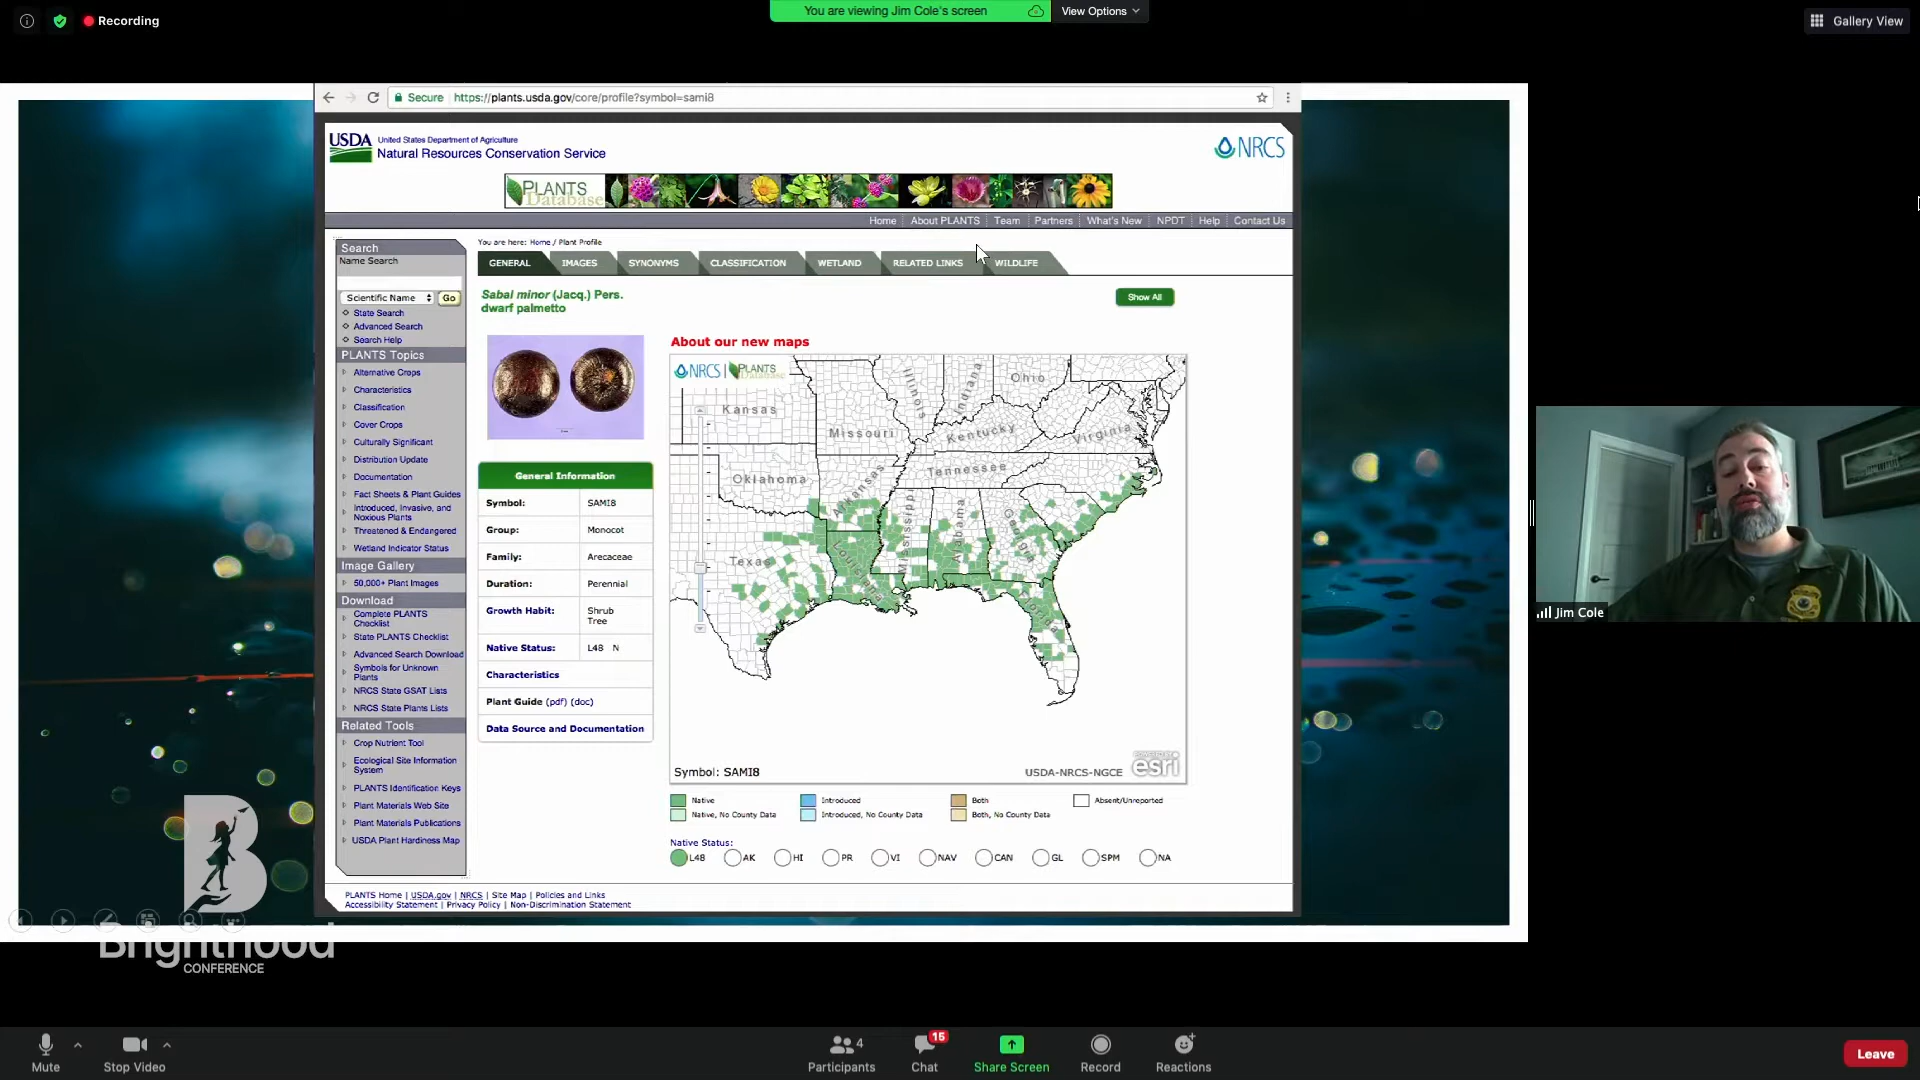 Recording
You are viewing Jim Cole's screen
View Options
Gallery View
Secure https://plants.usda.gov/core/profile?symbol=sami8
USDA
United States Department of Agriculture
Natural Resources Conservation Service
NRCS
PLANTS
Database
Home About PLANTS Team Partners What's New NPDT Help Contact Us
Search
Name Search
Scientific Name Go
State Search
Advanced Search
Search Help
PLANTS Topics
Alternative Crops
Characteristics
Classification
Cover Crops
Culturally Significant
Distribution Update
Documentation
Fact Sheets & Plant Guides
Introduced, Invasive, and
Noxious Plants
Threatened & Endangered
Wetland Indicator Status
Image Gallery
50,000+ Plant Images
Download
Complete PLANTS
Checklist
State PLANTS Checklist
Advanced Search Download
Symbols for Unknown
Plants
NRCS State GSAT Lists
NRCS State Plants Lists
Related Tools
Crop Nutrient Tool
Ecological Site Information
System
PLANTS Identification Keys
Plant Materials Web Site
Plant Materials Publications
USDA Plant Hardiness Map
You are here: Home / Plant Profile
GENERAL IMAGES SYNONYMS CLASSIFICATION WETLAND RELATED LINKS WILDLIFE
Sabal minor (Jacq.) Pers.
dwarf palmetto
Show All
General Information
Symbol: SAMI8
Group: Monocot
Family: Arecaceae
Duration: Perennial
Growth Habit: Shrub
Tree
Native Status: L48 N
Characteristics
Plant Guide (pdf) (doc)
Data Source and Documentation
About our new maps
NRCS PLANTS
Database
Kansas
Missouri
Illinois
Indiana
Ohio
Kentucky
Virginia
Oklahoma
Arkansas
Tennessee
Texas
Louisiana
Mississippi
Alabama
Georgia
Florida
Symbol: SAMI8
USDA-NRCS-NGCE
POWERED BY
esri
Native Introduced Both Absent/Unreported
Native, No County Data Introduced, No County Data Both, No County Data
Native Status:
L48 AK HI PR VI NAV CAN GL SPM NA
PLANTS Home | USDA.gov | NRCS | Site Map | Policies and Links
Accessibility Statement | Privacy Policy | Non-Discrimination Statement
Jim Cole
B
Brighthood
CONFERENCE
Mute
Stop Video
4
Participants
15
Chat
Share Screen
Record
Reactions
Leave